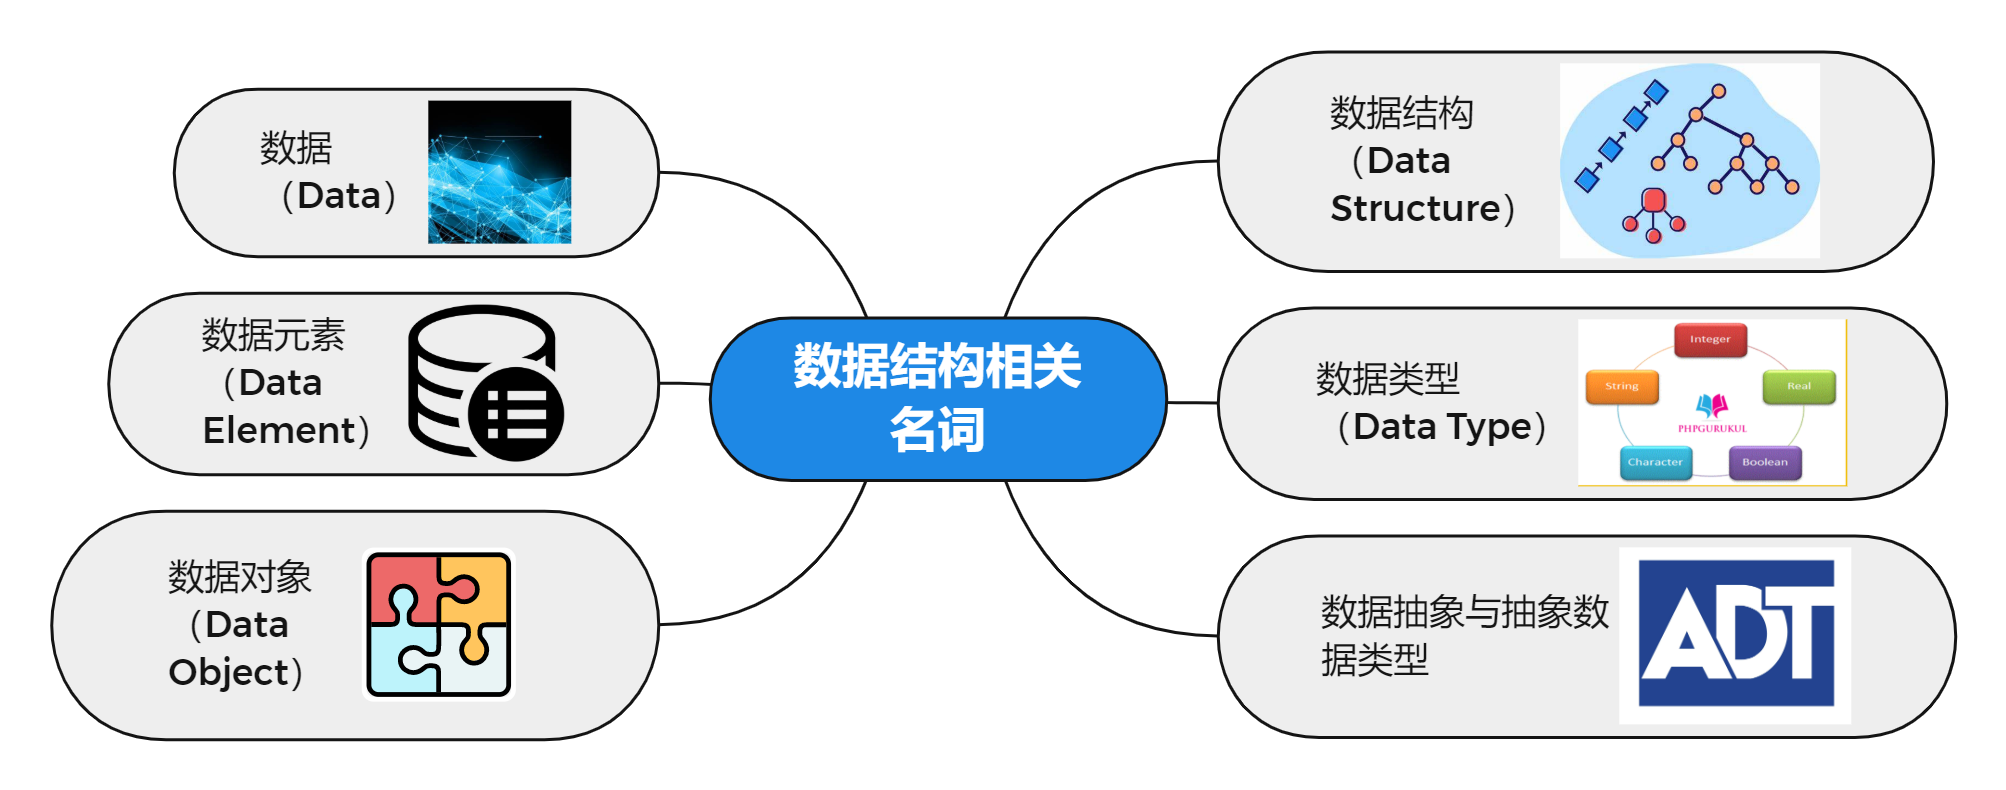 数据
（Data）
数据元素
（Data
Element）
数据对象
（Data
Object）
数据结构相关
名词
数据结构
（Data
Structure）
数据类型
（Data Type）
Integer
String
Real
PHPGURUKUL
Character
Boolean
数据抽象与抽象数
据类型
ADT